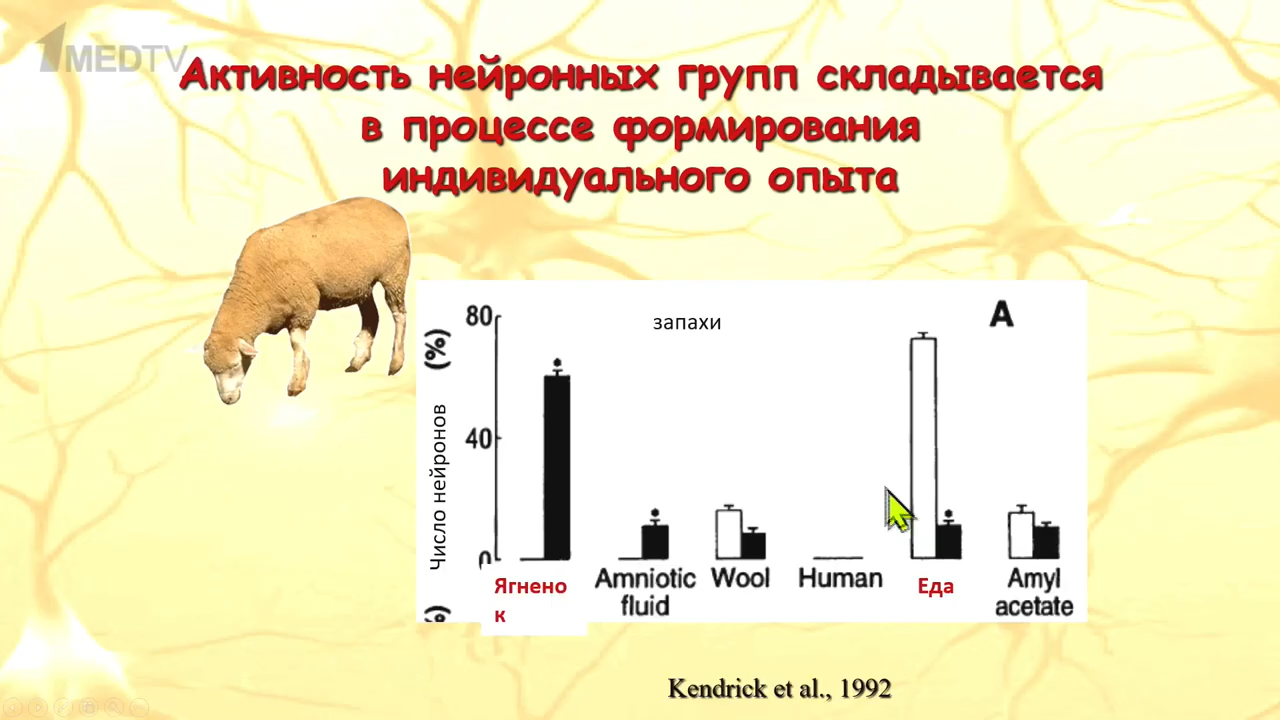 1MEDTV
Активность нейронных групп складывается
в процессе формирования
индивидуального опыта
80
40
0
(%)
Число нейронов
запахи
A
Ягнено
к
Amniotic
fluid
Wool
Human
Еда
Amyl
acetate
Kendrick et al., 1992